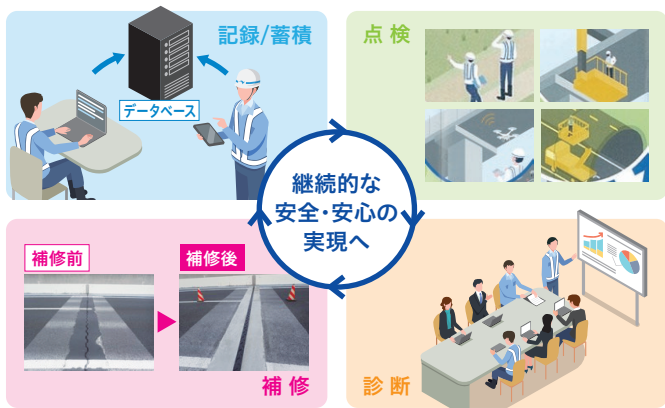 記録/蓄積
データベース
点検
継続的な
安全・安心の
実現へ
補修前
補修後
補修
診断